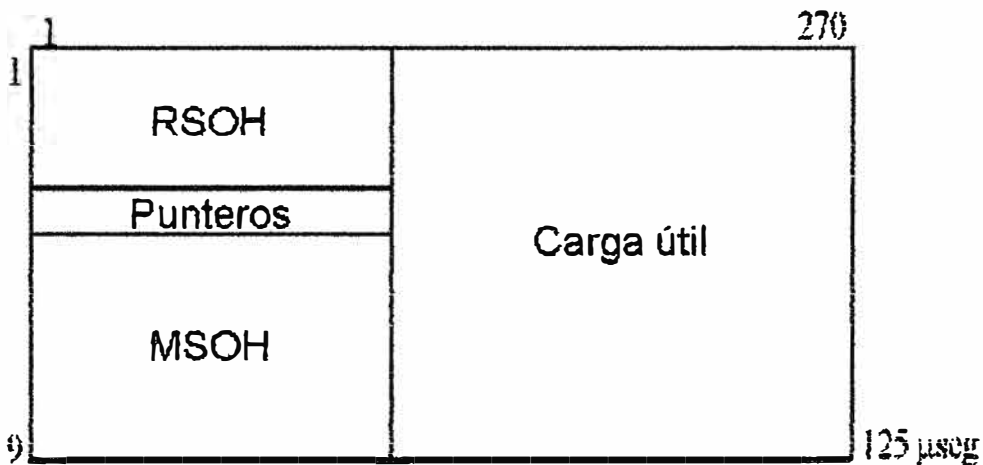 1 270
1
RSOH
Punteros
Carga útil
MSOH
9 125 µseg